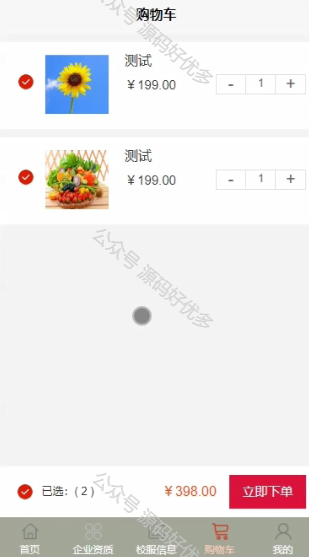 购物车
公众号 源码好优多
测试
￥199.00
- 1 +
测试
￥199.00
- 1 +
公众号 源码好优多
已选:（2）
￥398.00
立即下单
公众号 源码好优多
首页
企业资质
校服信息
购物车
我的